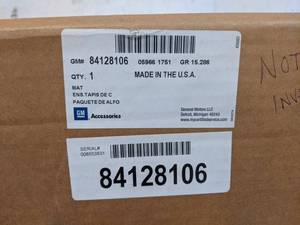 GM# 84128106 05966 1751 GR 15.286
QTY. 1 MADE IN THE U.S.A.
MAT
ENS.TAPIS DE C
PAQUETE DE ALFO
GM Accessories
General Motors LLC
Detroit, Michigan 48243
NOT
INV
SERIAL#
84128106